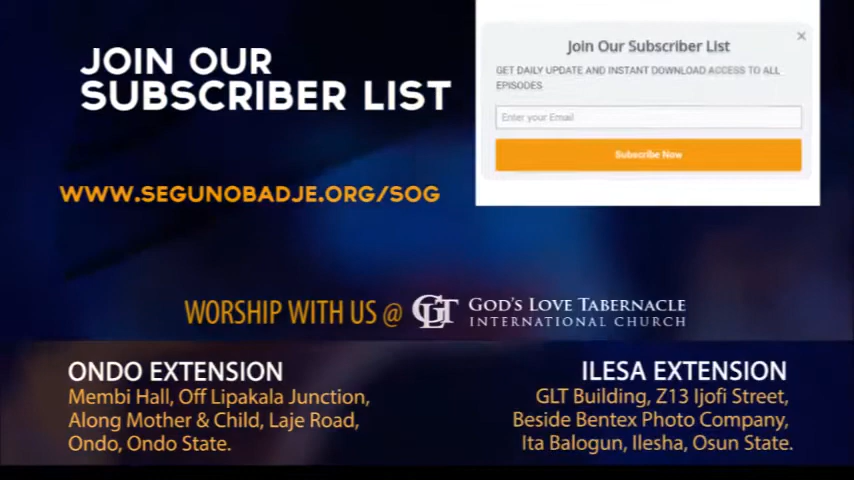 JOIN OUR
SUBSCRIBER LIST
WWW.SEGUNOBADJE.ORG/SOG
Join Our Subscriber List
GET DAILY UPDATE AND INSTANT DOWNLOAD ACCESS TO ALL
EPISODES
Enter your Email
Subscribe Now
WORSHIP WITH US @ GLT GOD'S LOVE TABERNACLE
INTERNATIONAL CHURCH
ONDO EXTENSION
Membi Hall, Off Lipakala Junction,
Along Mother & Child, Laje Road,
Ondo, Ondo State.
ILESA EXTENSION
GLT Building, Z13 Ijofi Street,
Beside Bentex Photo Company,
Ita Balogun, Ilesha, Osun State.